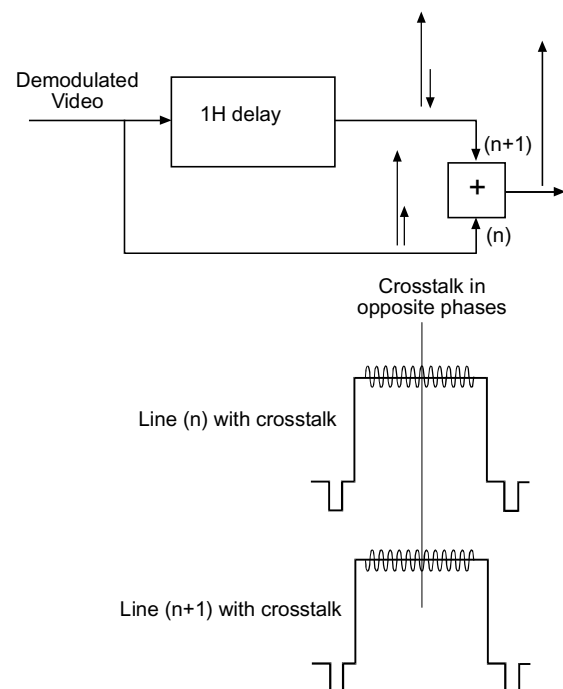 Demodulated
Video
1H delay
(n+1)
+
(n)
Crosstalk in
opposite phases
Line (n) with crosstalk
Line (n+1) with crosstalk